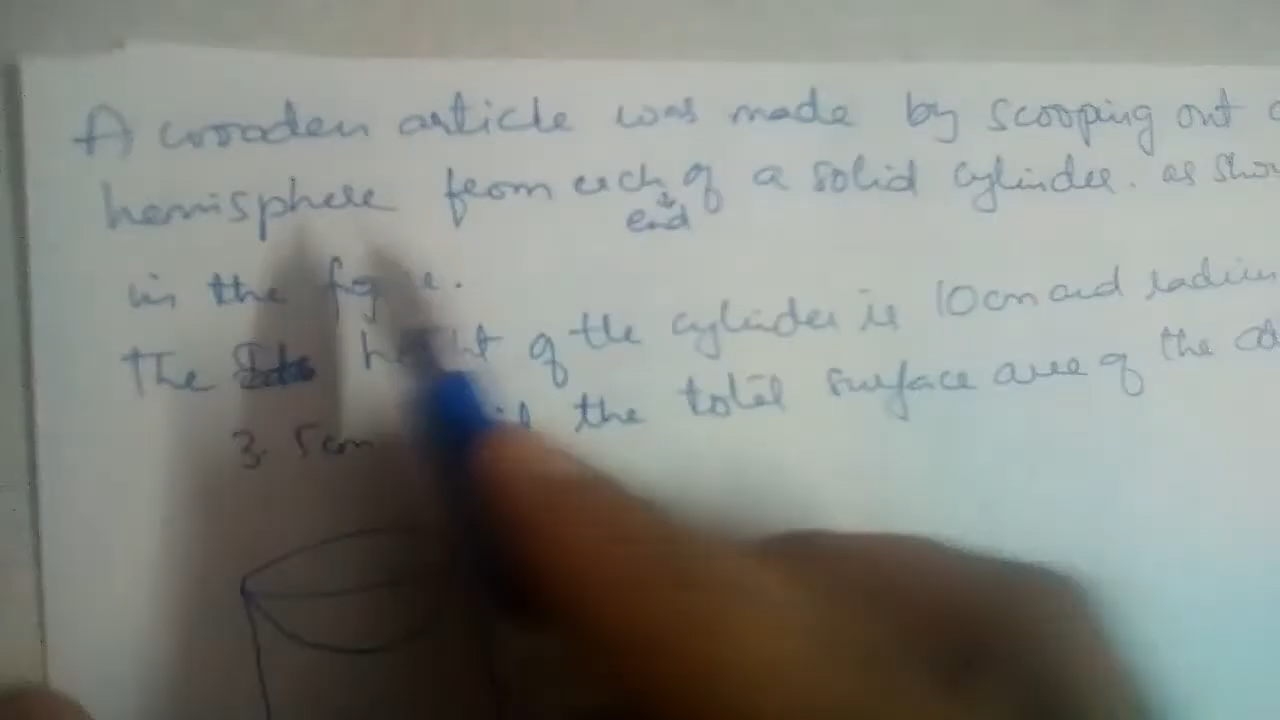 A wooden article was made by scooping out
hemisphere from each of a solid cylinder. as
end
in the
The height of the cylinder is 10cm and radius
3.5cm the total surface area of the